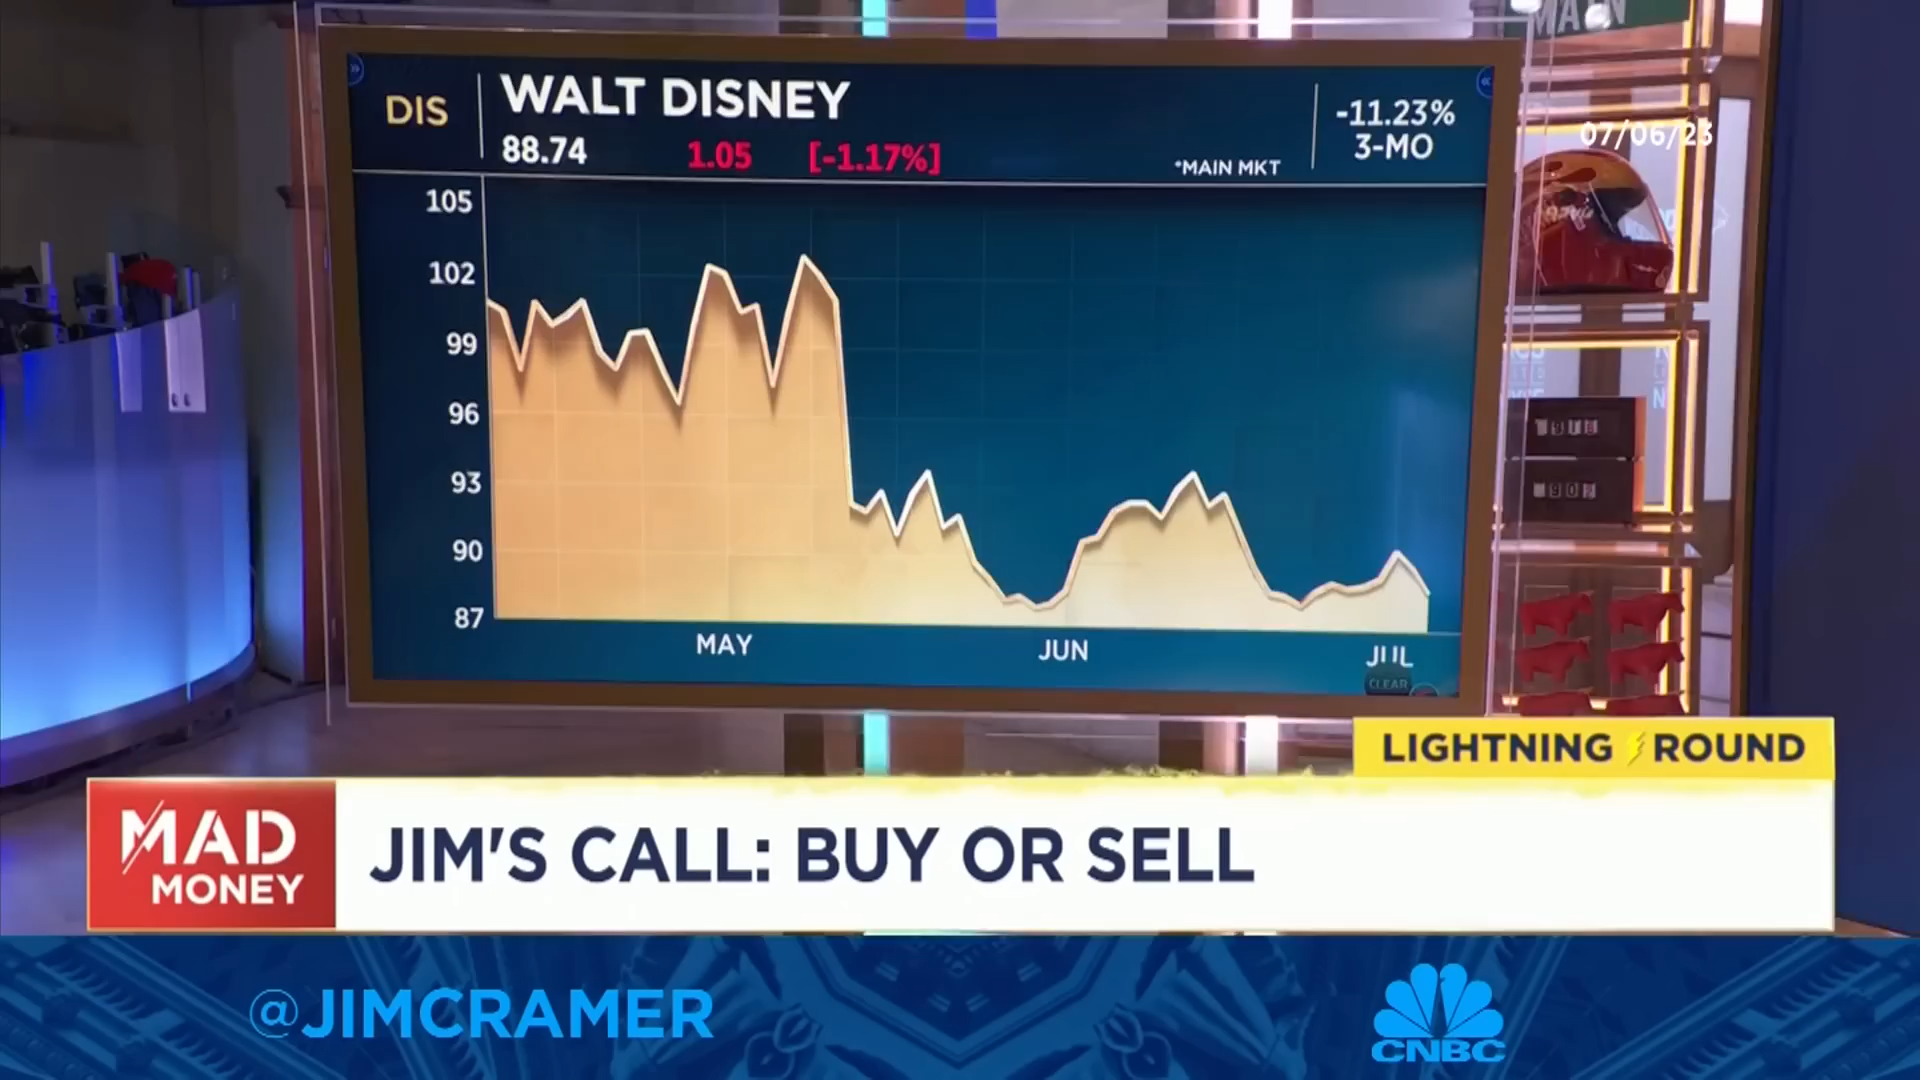 MAIN
DIS
WALT DISNEY
88.74 1.05 [-1.17%]
*MAIN MKT
-11.23%
3-MO
07/06/23
105
102
99
96
93
90
87
MAY JUN JUL
CLEAR
LIGHTNING ROUND
MAD
MONEY
JIM'S CALL: BUY OR SELL
@JIMCRAMER
CNBC